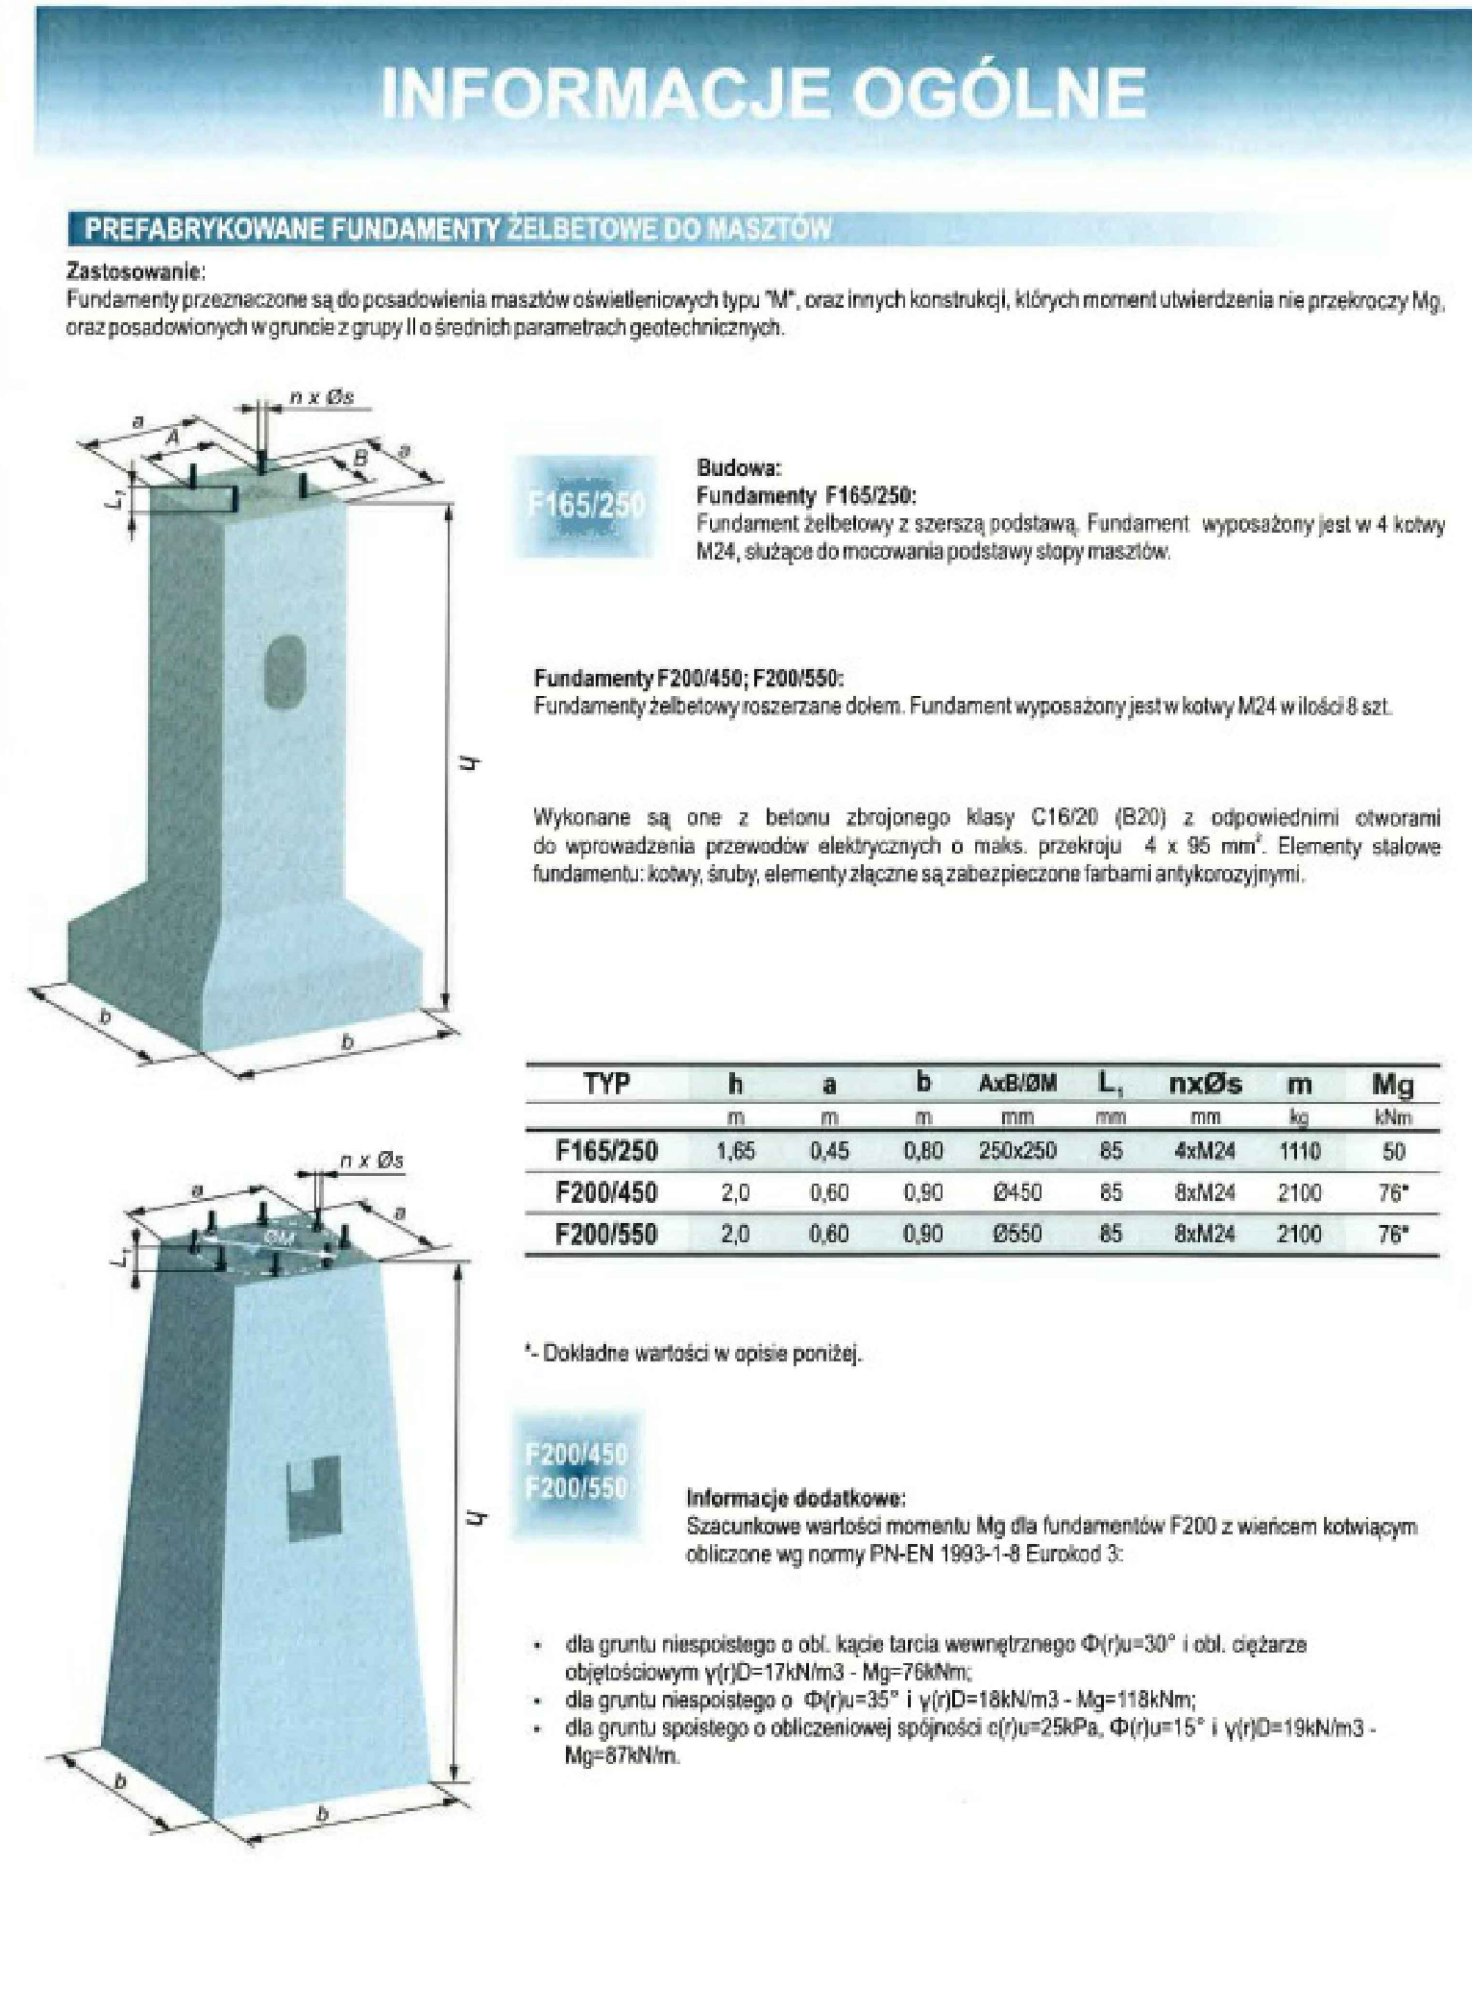 INFORMACJE OGÓLNE
PREFABRYKOWANE FUNDAMENTY ŻELBETOWE DO MASZTÓW
Zastosowanie:
Fundamenty przeznaczone są do posadowienia masztów oświetleniowych typu "M", oraz innych konstrukcji, których moment utwierdzenia nie przekroczy Mg,
oraz posadowionych w gruncie z grupy II o średnich parametrach geotechnicznych.
n x Øs
a
A
B
a
L₁
h
b
b
F165/250
Budowa:
Fundamenty F165/250:
Fundament żelbetowy z szerszą podstawą. Fundament wyposażony jest w 4 kotwy
M24, służące do mocowania podstawy stopy masztów.
Fundamenty F200/450; F200/550:
Fundamenty żelbetowy roszerzane dołem. Fundament wyposażony jest w kotwy M24 w ilości 8 szt.
Wykonane są one z betonu zbrojonego klasy C16/20 (B20) z odpowiednimi otworami
do wprowadzenia przewodów elektrycznych o maks. przekroju 4 x 95 mm². Elementy stalowe
fundamentu: kotwy, śruby, elementy złączne są zabezpieczone farbami antykorozyjnymi.
TYP h a b AxB/ØM L₁ nxØs m Mg
m m m mm mm mm kg kNm
F165/250 1,65 0,45 0,80 250x250 85 4xM24 1110 50
F200/450 2,0 0,60 0,90 Ø450 85 8xM24 2100 76*
F200/550 2,0 0,60 0,90 Ø550 85 8xM24 2100 76*
*- Dokładne wartości w opisie poniżej.
n x Øs
a
a
ØM
L₁
h
b
b
F200/450
F200/550
Informacje dodatkowe:
Szacunkowe wartości momentu Mg dla fundamentów F200 z wieńcem kotwiącym
obliczone wg normy PN-EN 1993-1-8 Eurokod 3:
• dla gruntu niespoistego o obl. kącie tarcia wewnętrznego Φ(r)u=30° i obl. ciężarze
objętościowym γ(r)D=17kN/m3 - Mg=76kNm;
• dla gruntu niespoistego o Φ(r)u=35° i γ(r)D=18kN/m3 - Mg=118kNm;
• dla gruntu spoistego o obliczeniowej spójności c(r)u=25kPa, Φ(r)u=15° i γ(r)D=19kN/m3 -
Mg=87kN/m.